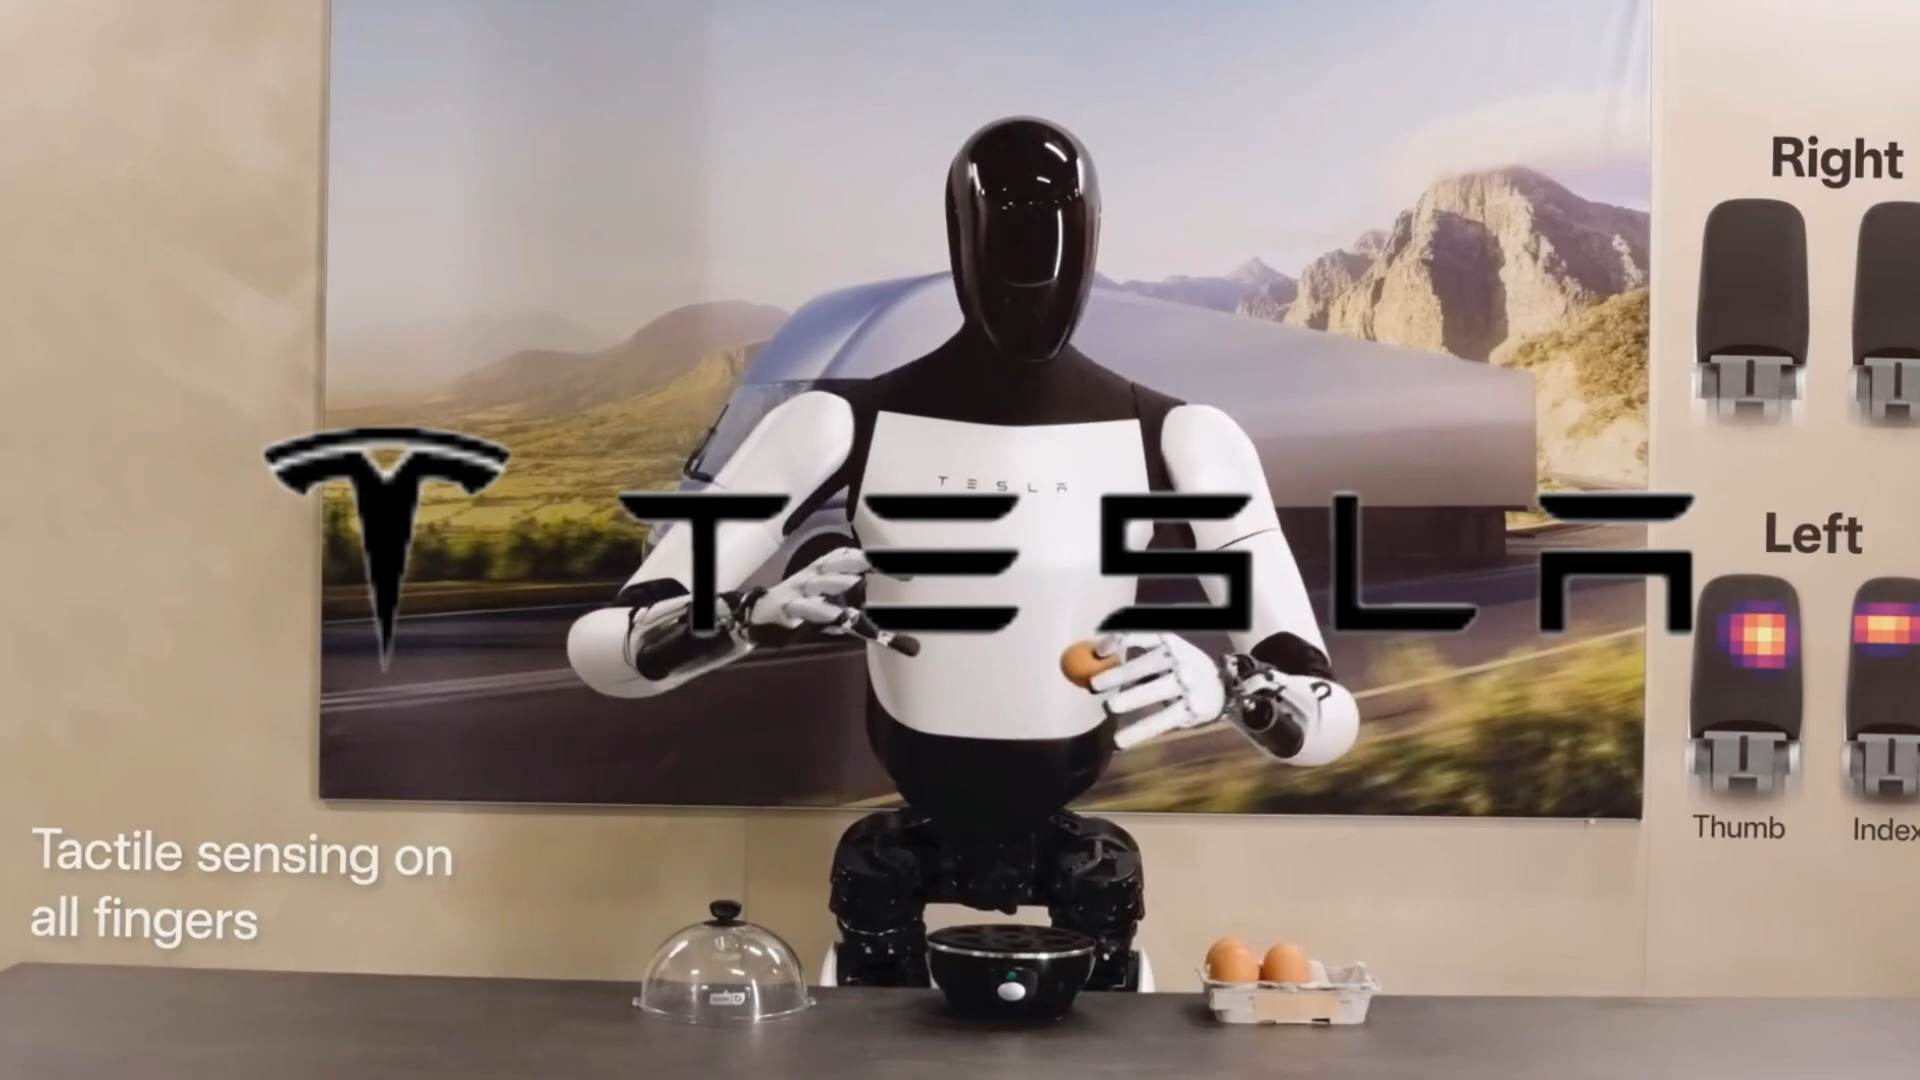 Right
TESLA
TESLA
Left
Thumb
Index
Tactile sensing on
all fingers